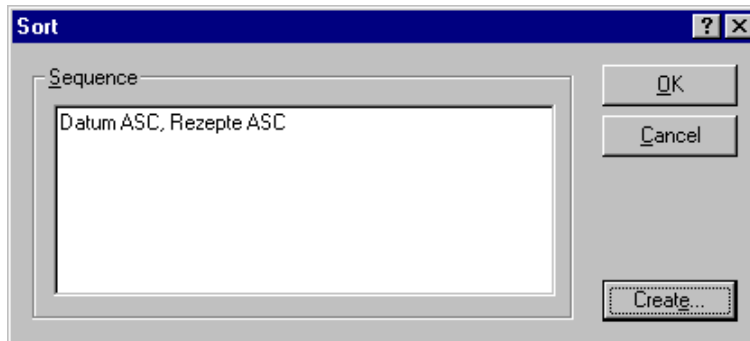 Sort
Sequence
Datum ASC, Rezepte ASC
OK
Cancel
Create...